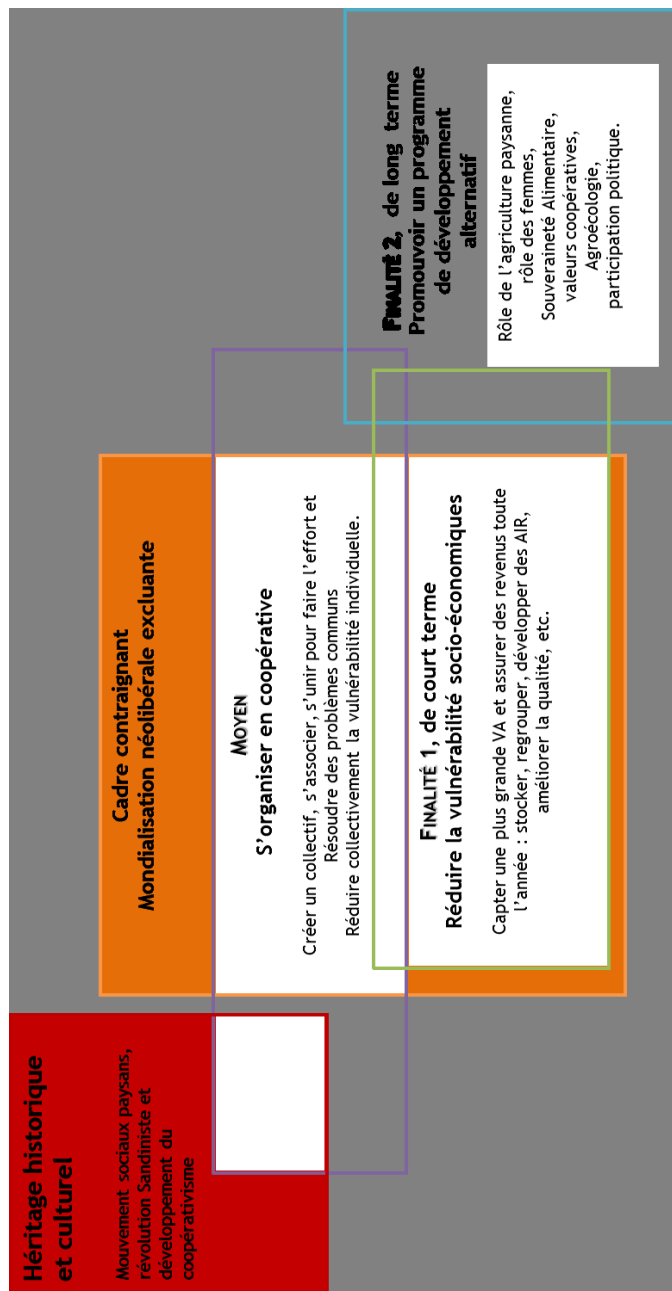 Héritage historique
et culturel
Mouvement sociaux paysans,
révolution Sandiniste et
développement du
coopérativisme
Cadre contraignant
Mondialisation néolibérale excluante
MOYEN
S'organiser en coopérative
Créer un collectif, s'associer, s'unir pour faire l'effort et
Résoudre des problèmes communs
Réduire collectivement la vulnérabilité individuelle.
FINALITÉ 1, de court terme
Réduire la vulnérabilité socio-économiques
Capter une plus grande VA et assurer des revenus toute
l'année : stocker, regrouper, développer des AIR,
améliorer la qualité, etc.
FINALITÉ 2, de long terme
Promouvoir un programme
de développement
alternatif
Rôle de l'agriculture paysanne,
rôle des femmes,
Souveraineté Alimentaire,
valeurs coopératives,
Agroécologie,
participation politique.